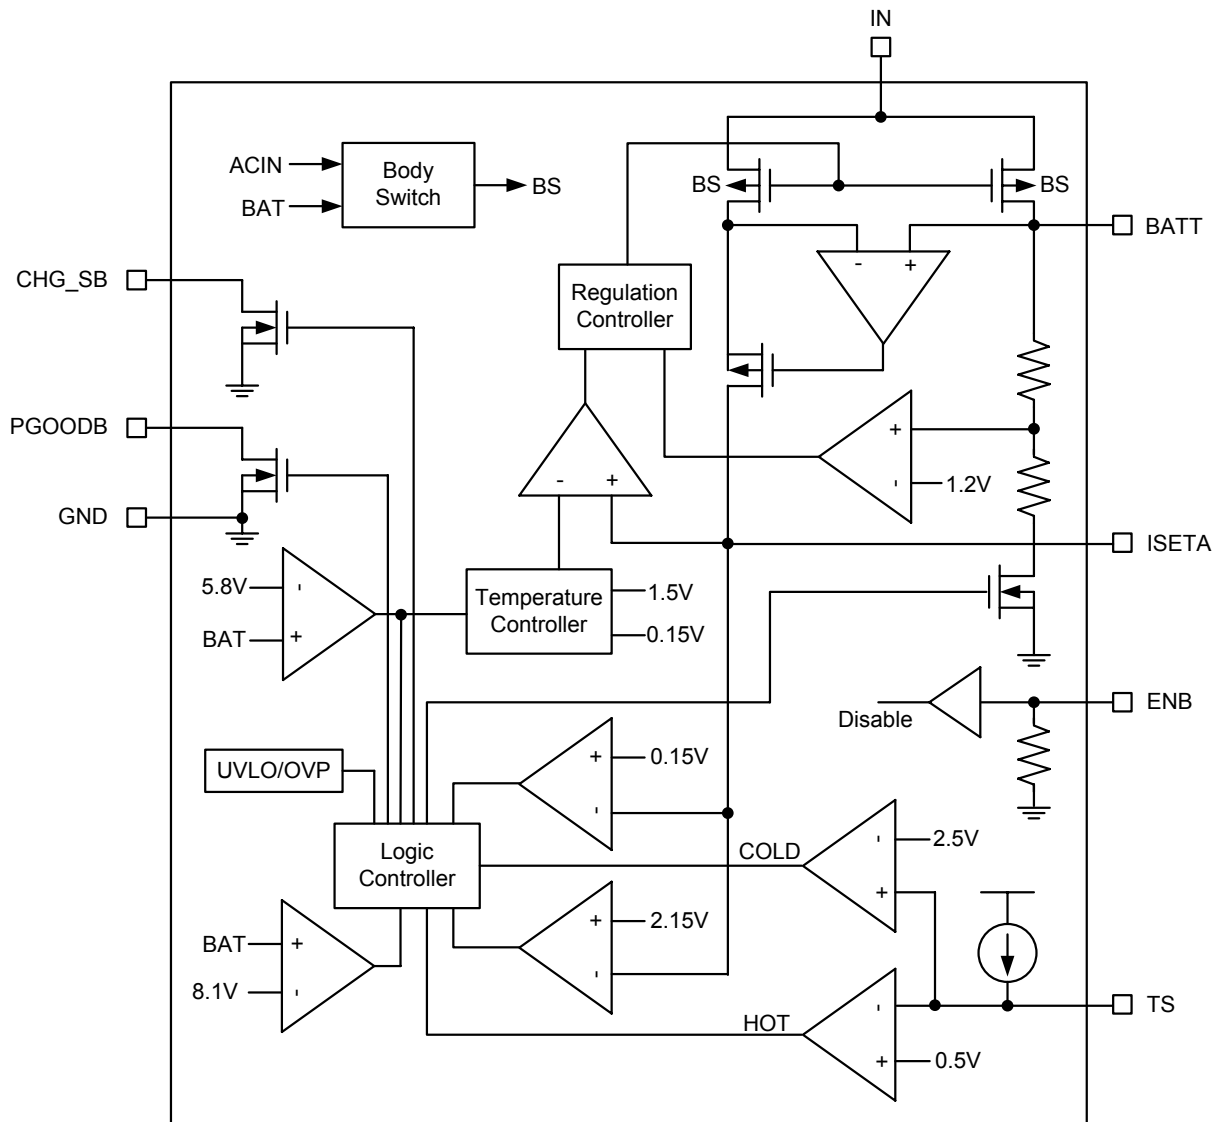 IN
ACIN
BAT
Body
Switch
BS
BS
BS
BATT
CHG_SB
Regulation
Controller
- +
PGOODB
+
-
1.2V
- +
GND
ISETA
5.8V
-
BAT
+
Temperature
Controller
1.5V
0.15V
Disable
ENB
UVLO/OVP
+
0.15V
-
Logic
Controller
COLD
-
2.5V
+
+
2.15V
-
BAT
+
8.1V
-
HOT
-
TS
+
0.5V